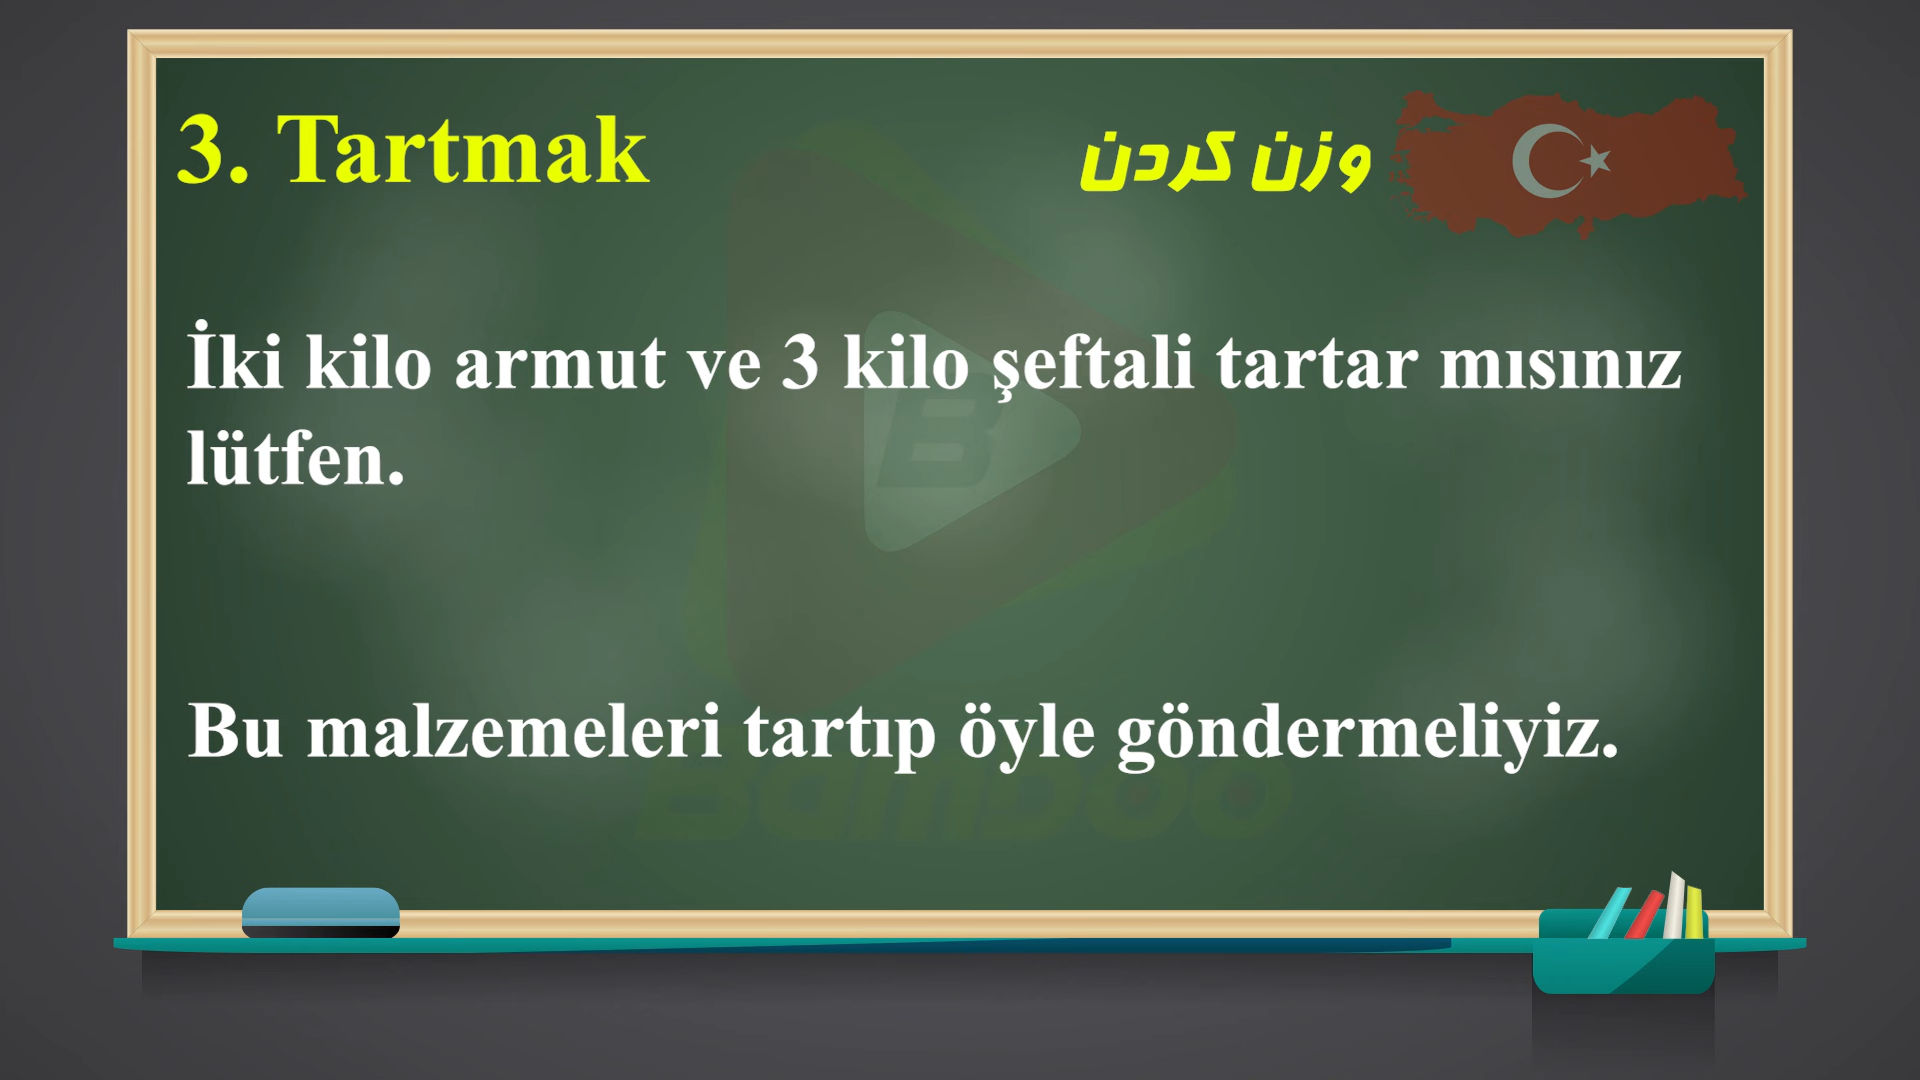 3. Tartmak
وزن کردن
İki kilo armut ve 3 kilo şeftali tartar mısınız
lütfen.
B
Bu malzemeleri tartıp öyle göndermeliyiz.
Bamboo